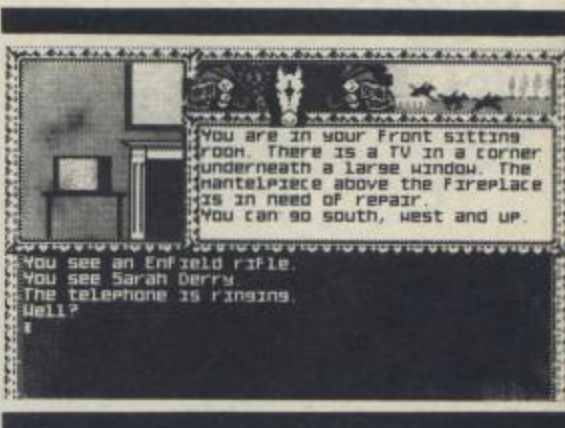 You are in your front sitting
room. There is a TV in a corner
underneath a large window. The
mantelpiece above the fireplace
is in need of repair.
You can go south, west and up.
You see an Enfield rifle.
You see Sarah Derry.
The telephone is ringing.
Well?